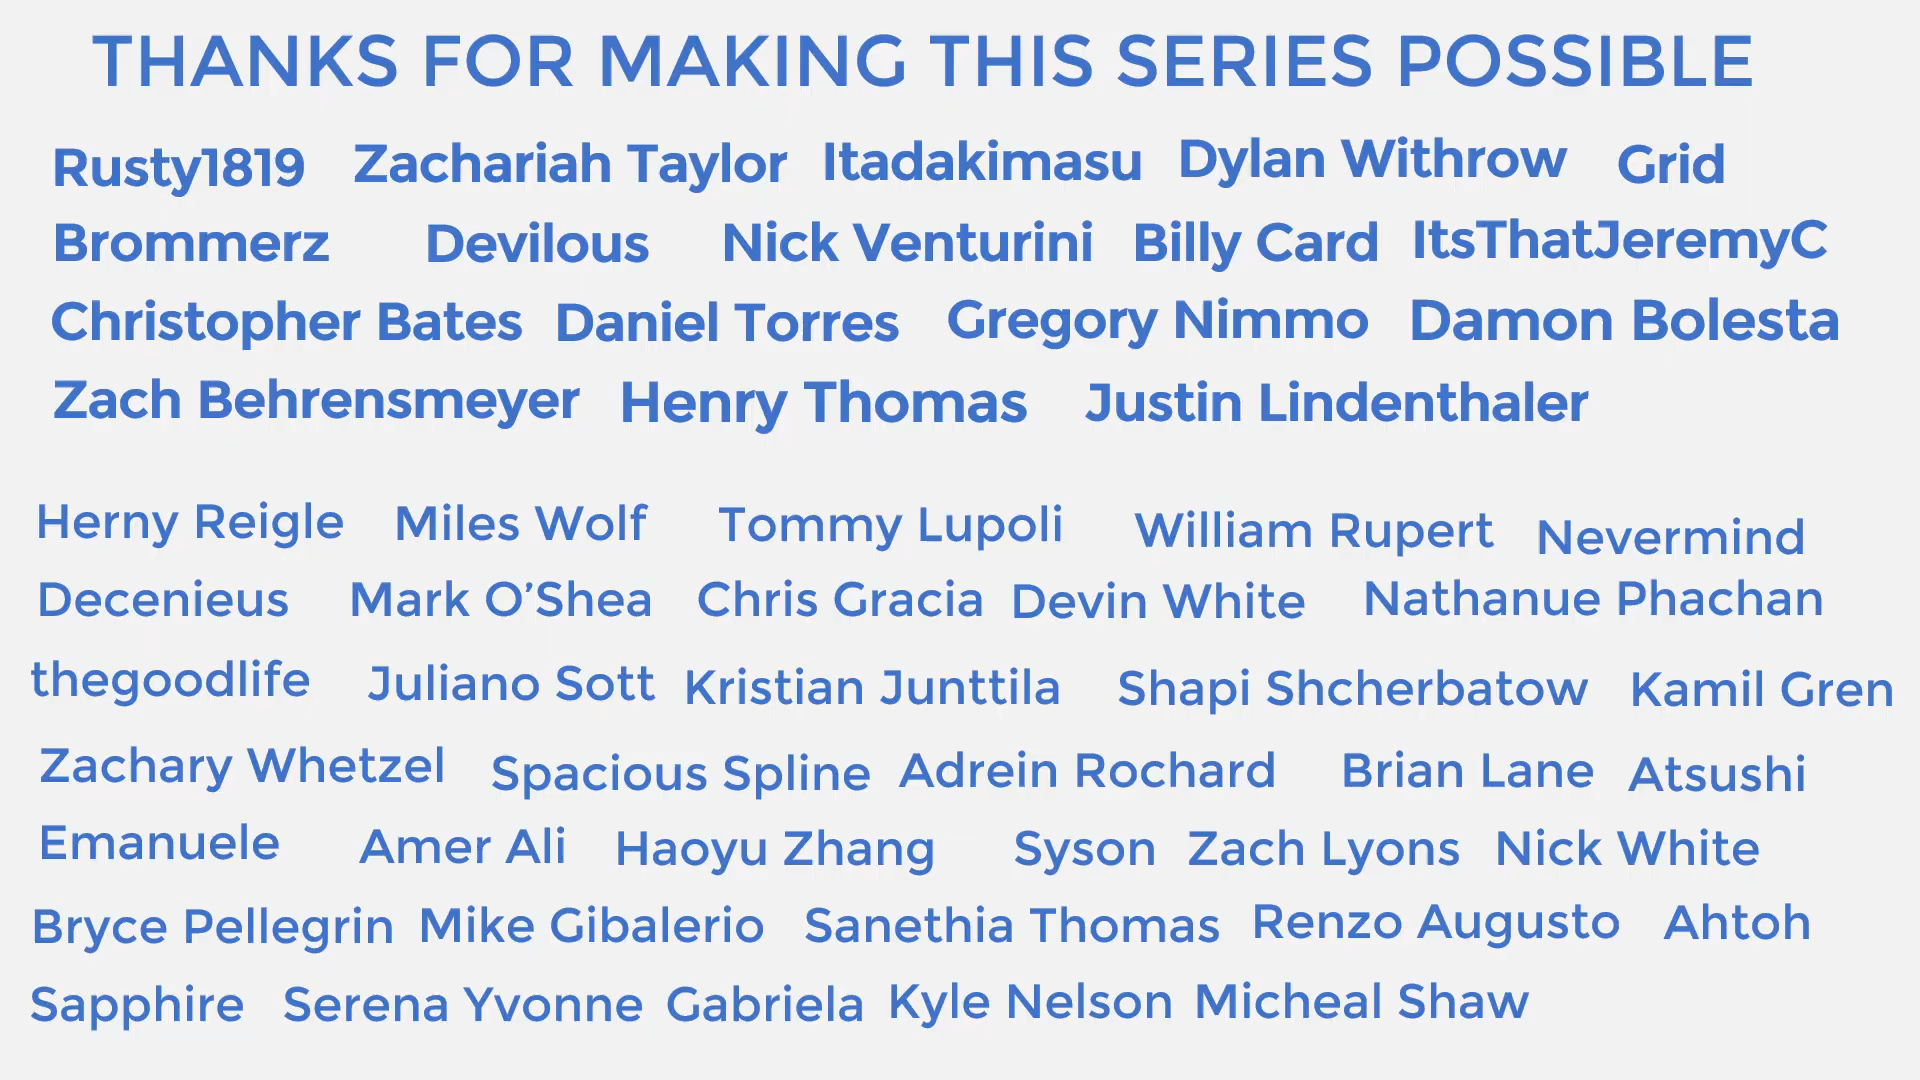 THANKS FOR MAKING THIS SERIES POSSIBLE
Rusty1819 Zachariah Taylor Itadakimasu Dylan Withrow Grid
Brommerz Devilous Nick Venturini Billy Card ItsThatJeremyC
Christopher Bates Daniel Torres Gregory Nimmo Damon Bolesta
Zach Behrensmeyer Henry Thomas Justin Lindenthaler
Herny Reigle Miles Wolf Tommy Lupoli William Rupert Nevermind
Decenieus Mark O’Shea Chris Gracia Devin White Nathanue Phachan
thegoodlife Juliano Sott Kristian Junttila Shapi Shcherbatow Kamil Gren
Zachary Whetzel Spacious Spline Adrein Rochard Brian Lane Atsushi
Emanuele Amer Ali Haoyu Zhang Syson Zach Lyons Nick White
Bryce Pellegrin Mike Gibalerio Sanethia Thomas Renzo Augusto Ahtoh
Sapphire Serena Yvonne Gabriela Kyle Nelson Micheal Shaw